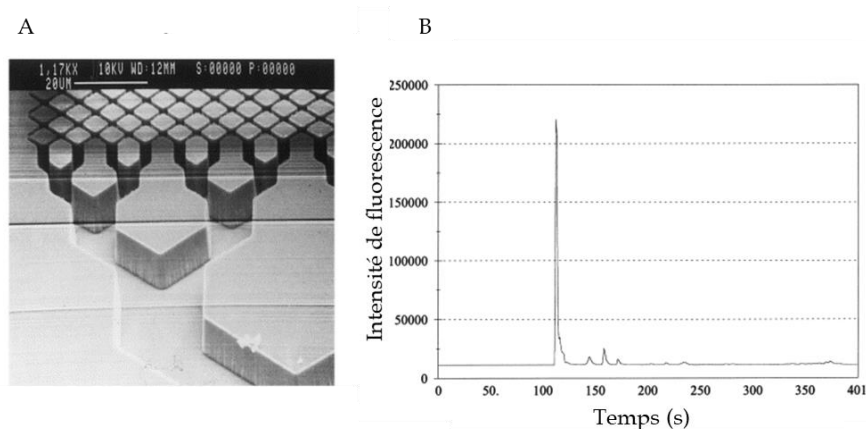 A
B
1,17KX 10KV WD:12MM S:00000 P:00000
20UM
Intensité de fluorescence
250000
200000
150000
100000
50000
0
0 50. 100 150 200 250 300 350 401
Temps (s)